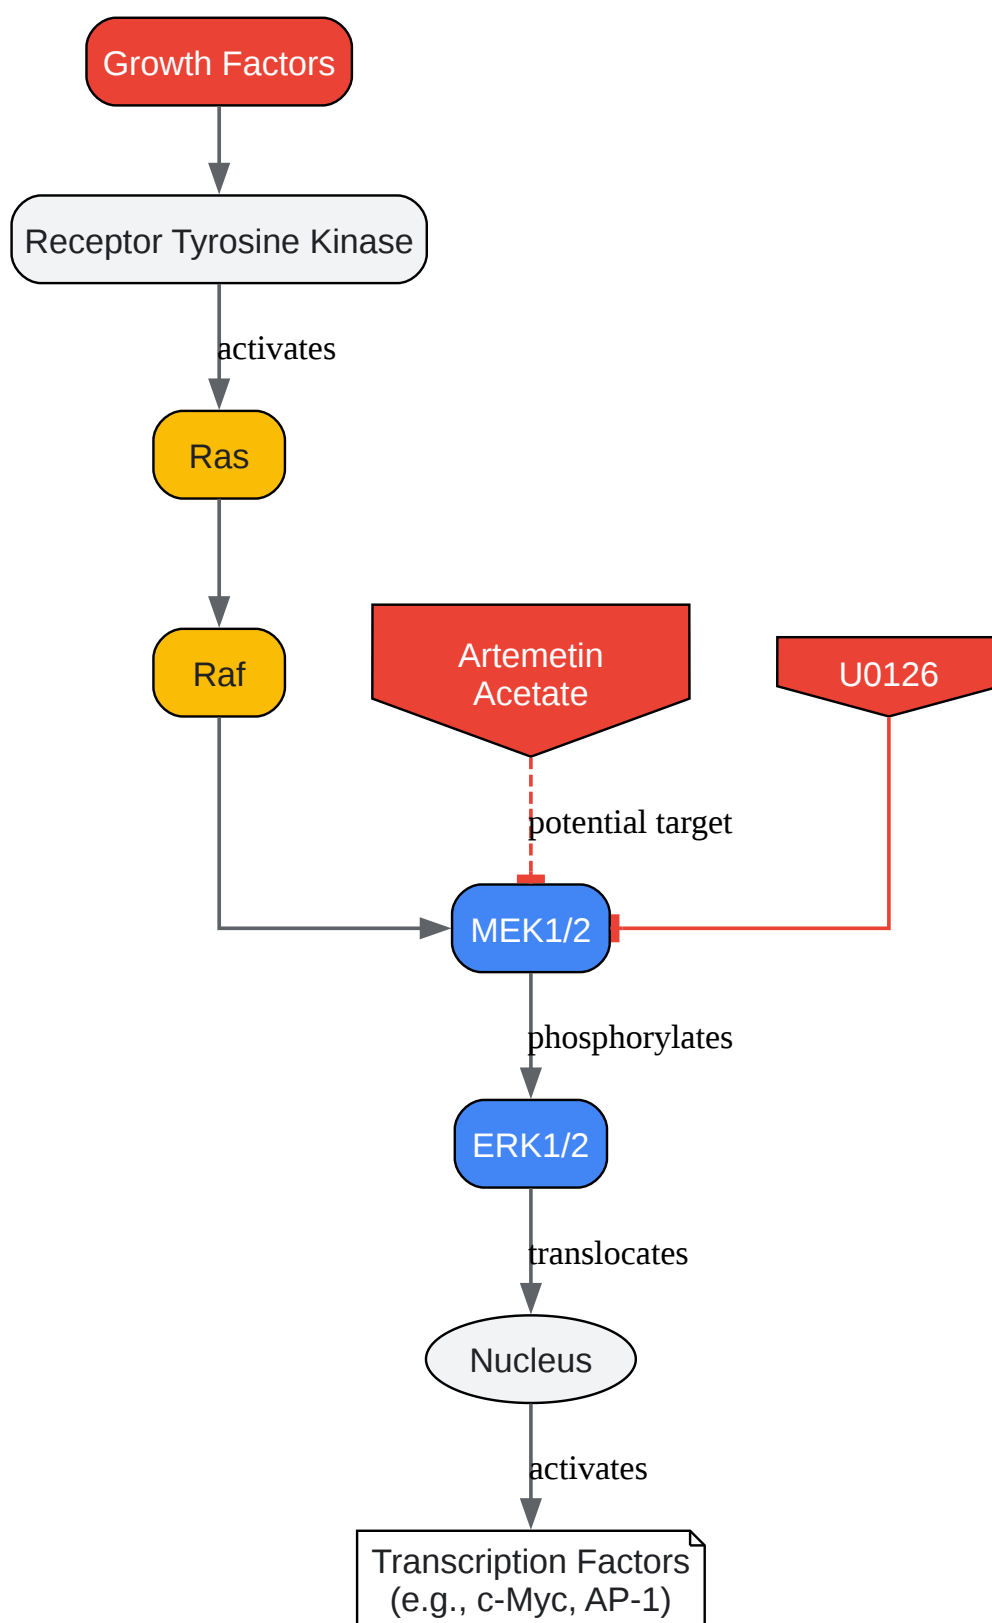 Growth Factors
Receptor Tyrosine Kinase
activates
Ras
Raf
Artemetin
Acetate
U0126
potential target
MEK1/2
phosphorylates
ERK1/2
translocates
Nucleus
activates
Transcription Factors
(e.g., c-Myc, AP-1)